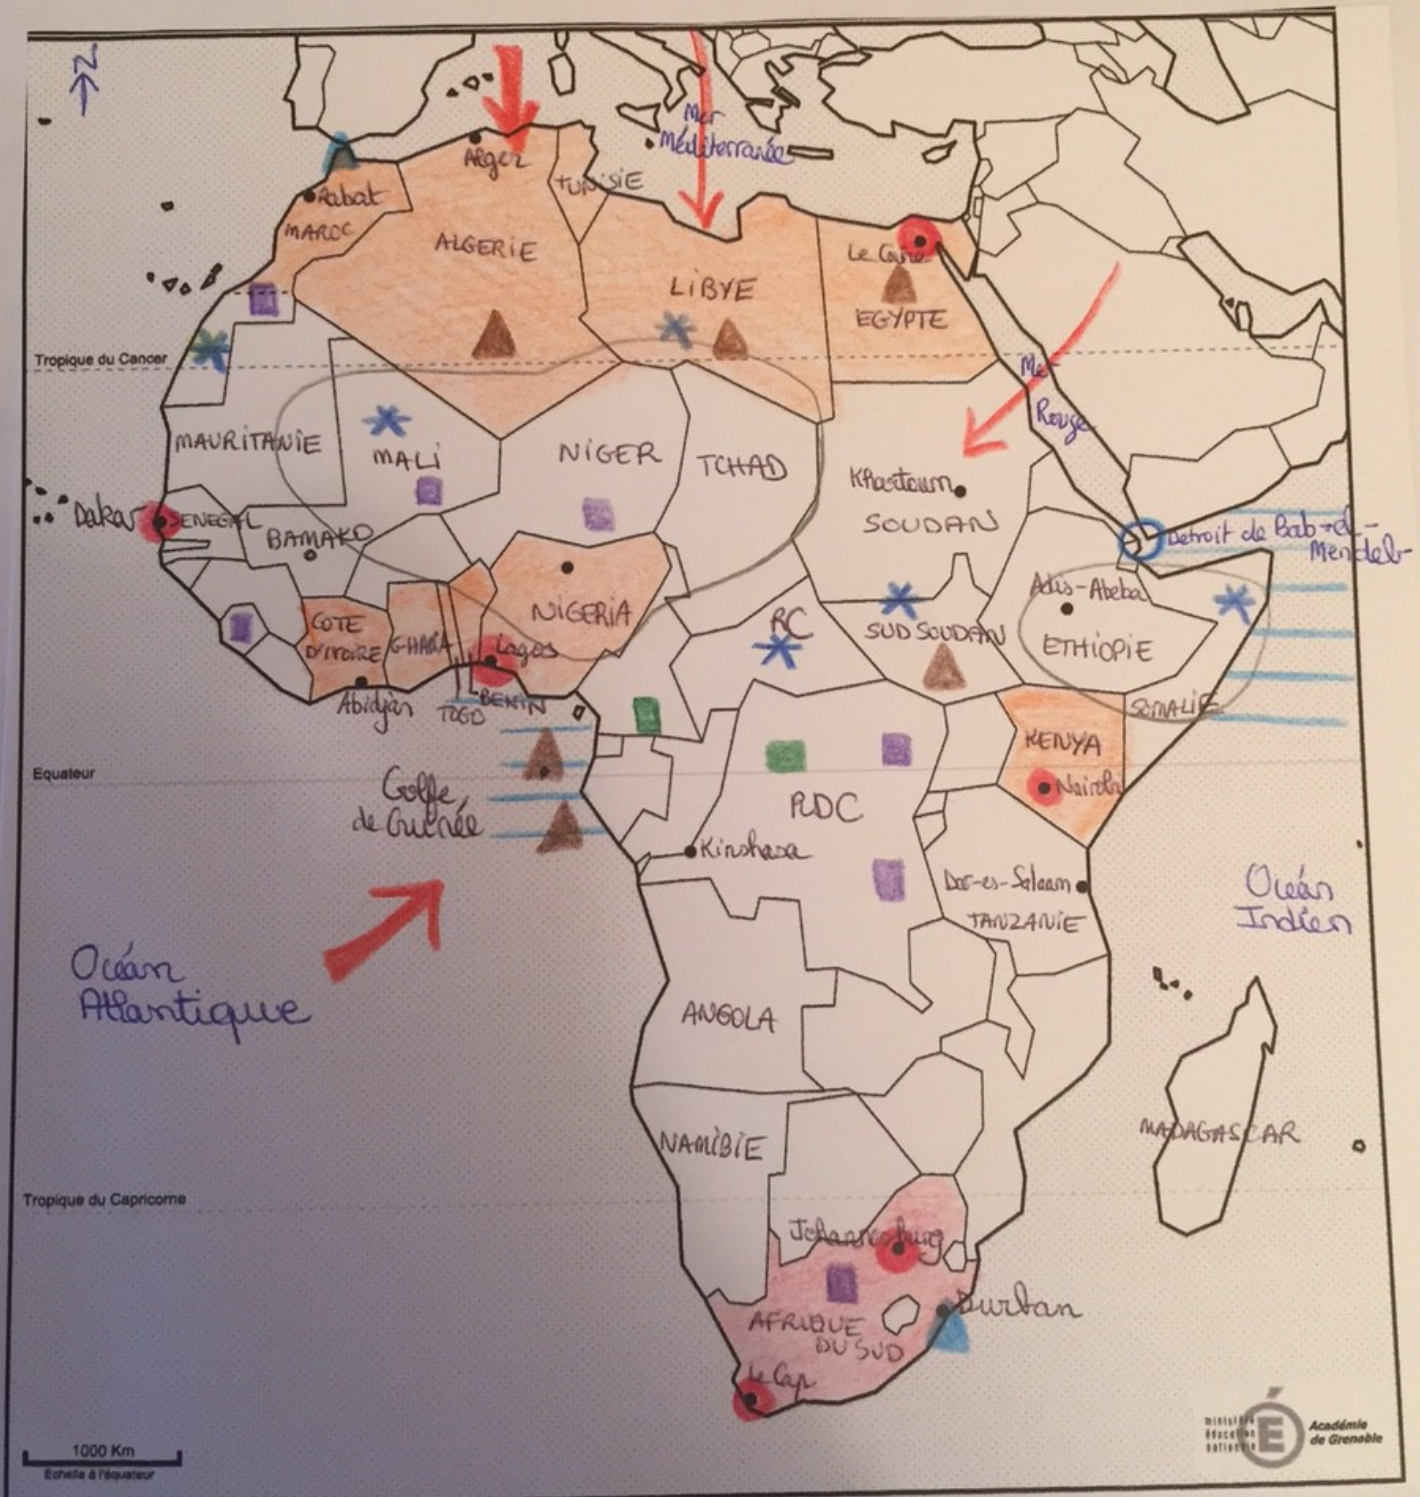 N
Mer
Méditerranée
Alger
TUNISIE
Rabat
MAROC
ALGERIE
Le Caire
LIBYE
EGYPTE
Tropique du Cancer
Mer
Rouge
MAURITANIE
MALI
NIGER
TCHAD
Khartoum
SOUDAN
Dakar
SENEGAL
BAMAKO
Detroit de Bab-el-
Mendeb
Adis-Abeba
ETHIOPIE
COTE
D'IVOIRE
GHANA
NIGERIA
Lagos
RC
SUD SOUDAN
Abidjan
TOGO
BENIN
SOMALIE
KENYA
Nairobi
Equateur
Golfe
de Guinée
RDC
Kinshasa
Dar-es-Salaam
TANZANIE
Océan
Indien
Océan
Atlantique
ANGOLA
NAMIBIE
MADAGASCAR
Tropique du Capricorne
Johannesburg
Durban
AFRIQUE
DU SUD
Le Cap
1000 Km
Echelle à l'équateur
ministère
éducation
nationale
É
Académie
de Grenoble